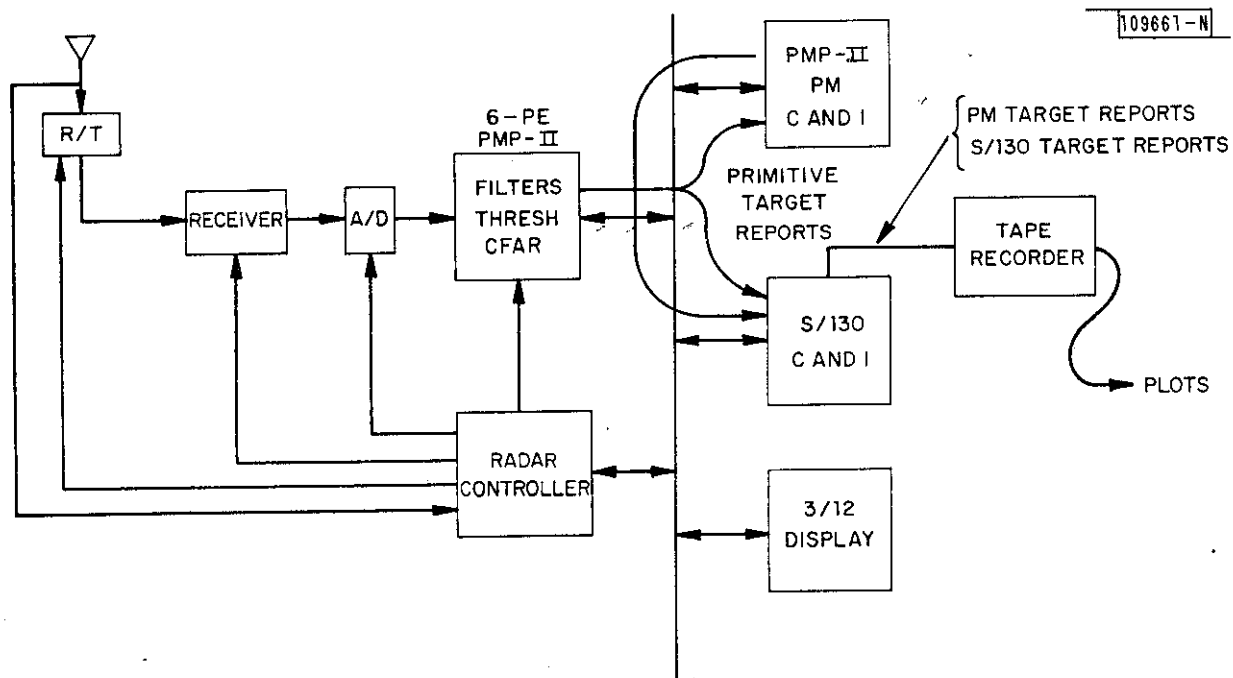 109661-N
PMP-II
PM
C AND I
PM TARGET REPORTS
S/130 TARGET REPORTS
R/T
6-PE
PMP-II
FILTERS
THRESH
CFAR
RECEIVER
A/D
PRIMITIVE
TARGET
REPORTS
TAPE
RECORDER
S/130
C AND I
PLOTS
RADAR
CONTROLLER
3/12
DISPLAY